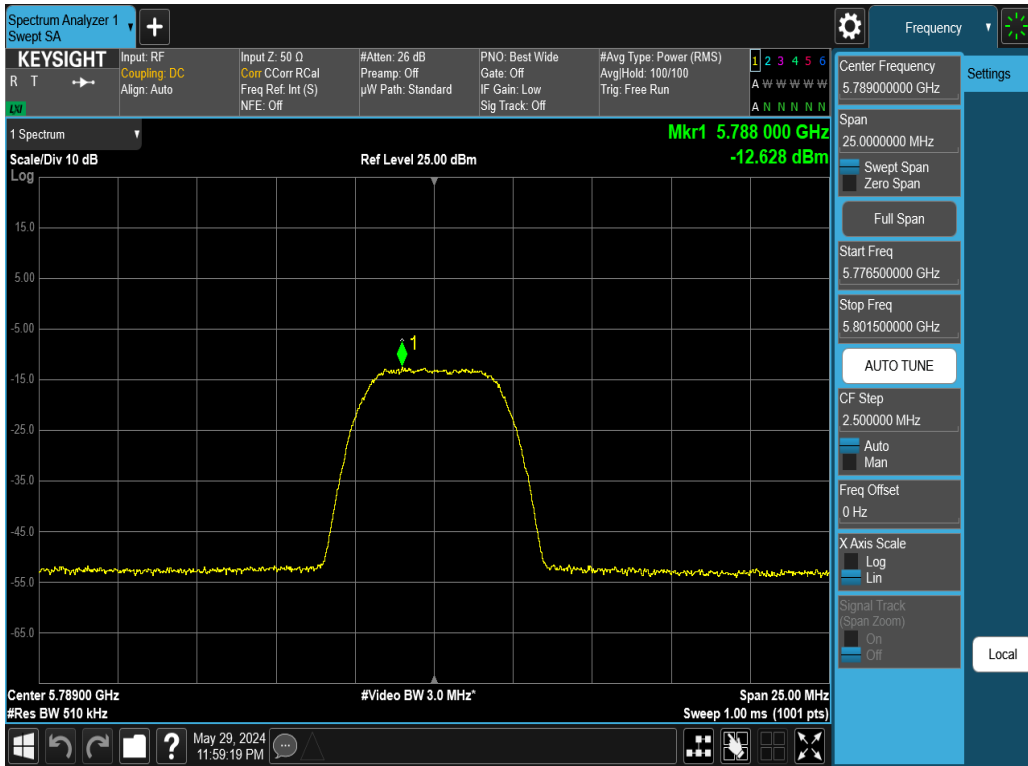 Spectrum Analyzer 1
Swept SA
+
Frequency
KEYSIGHT
R T
LXI
Input: RF
Coupling: DC
Align: Auto
Input Z: 50 Ω
Corr CCorr RCal
Freq Ref: Int (S)
NFE: Off
#Atten: 26 dB
Preamp: Off
µW Path: Standard
PNO: Best Wide
Gate: Off
IF Gain: Low
Sig Track: Off
#Avg Type: Power (RMS)
Avg|Hold: 100/100
Trig: Free Run
1 2 3 4 5 6
A W W W W W
A N N N N N
1 Spectrum
Scale/Div 10 dB
Log
Ref Level 25.00 dBm
Mkr1 5.788 000 GHz
-12.628 dBm
15.0
5.00
-5.00
1
-15.0
-25.0
-35.0
-45.0
-55.0
-65.0
Center 5.78900 GHz
#Res BW 510 kHz
#Video BW 3.0 MHz*
Span 25.00 MHz
Sweep 1.00 ms (1001 pts)
Center Frequency
5.789000000 GHz
Settings
Span
25.0000000 MHz
Swept Span
Zero Span
Full Span
Start Freq
5.776500000 GHz
Stop Freq
5.801500000 GHz
AUTO TUNE
CF Step
2.500000 MHz
Auto
Man
Freq Offset
0 Hz
X Axis Scale
Log
Lin
Signal Track
(Span Zoom)
On
Off
Local
?
May 29, 2024
11:59:19 PM